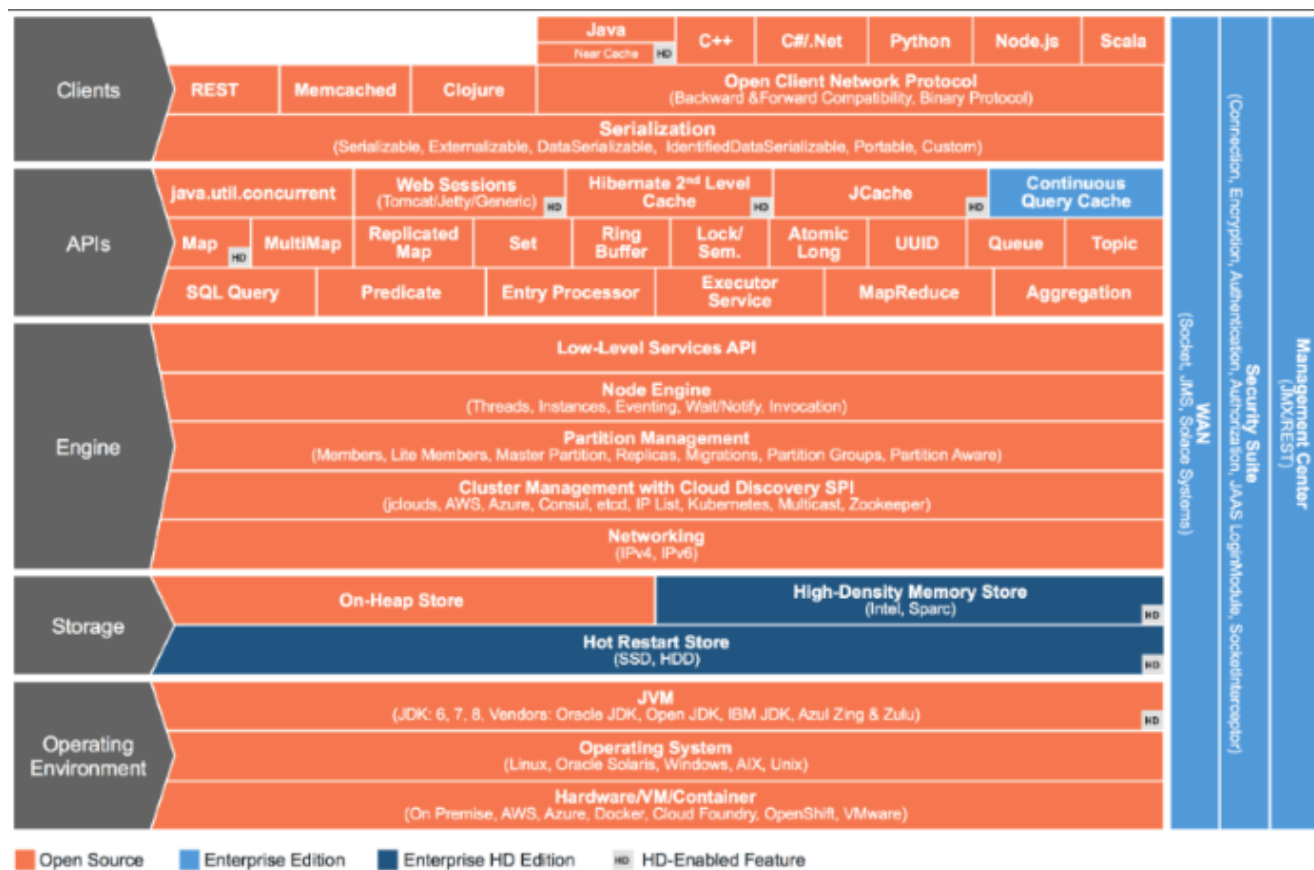 Clients
Java
Near Cache HD
C++
C#/.Net
Python
Node.js
Scala
REST
Memcached
Clojure
Open Client Network Protocol
(Backward &Forward Compatibility, Binary Protocol)
Serialization
(Serializable, Externalizable, DataSerializable, IdentifiedDataSerializable, Portable, Custom)
APIs
java.util.concurrent
Web Sessions
(Tomcat/Jetty/Generic) HD
Hibernate 2nd Level
Cache HD
JCache HD
Continuous
Query Cache
Map HD
MultiMap
Replicated
Map
Set
Ring
Buffer
Lock/
Sem.
Atomic
Long
UUID
Queue
Topic
SQL Query
Predicate
Entry Processor
Executor
Service
MapReduce
Aggregation
Engine
Low-Level Services API
Node Engine
(Threads, Instances, Eventing, Wait/Notify, Invocation)
Partition Management
(Members, Lite Members, Master Partition, Replicas, Migrations, Partition Groups, Partition Aware)
Cluster Management with Cloud Discovery SPI
(jclouds, AWS, Azure, Consul, etcd, IP List, Kubernetes, Multicast, Zookeeper)
Networking
(IPv4, IPv6)
Storage
On-Heap Store
High-Density Memory Store
(Intel, Sparc)
HD
Hot Restart Store
(SSD, HDD)
HD
Operating
Environment
JVM
(JDK: 6, 7, 8, Vendors: Oracle JDK, Open JDK, IBM JDK, Azul Zing & Zulu)
HD
Operating System
(Linux, Oracle Solaris, Windows, AIX, Unix)
Hardware/VM/Container
(On Premise, AWS, Azure, Docker, Cloud Foundry, OpenShift, VMware)
WAN
(Socket, JMS, Solace Systems)
Security Suite
(Connection, Encryption, Authentication, Authorization, JAAS LoginModule, SocketInterceptor)
Management Center
(JMX/REST)
Open Source
Enterprise Edition
Enterprise HD Edition
HD HD-Enabled Feature